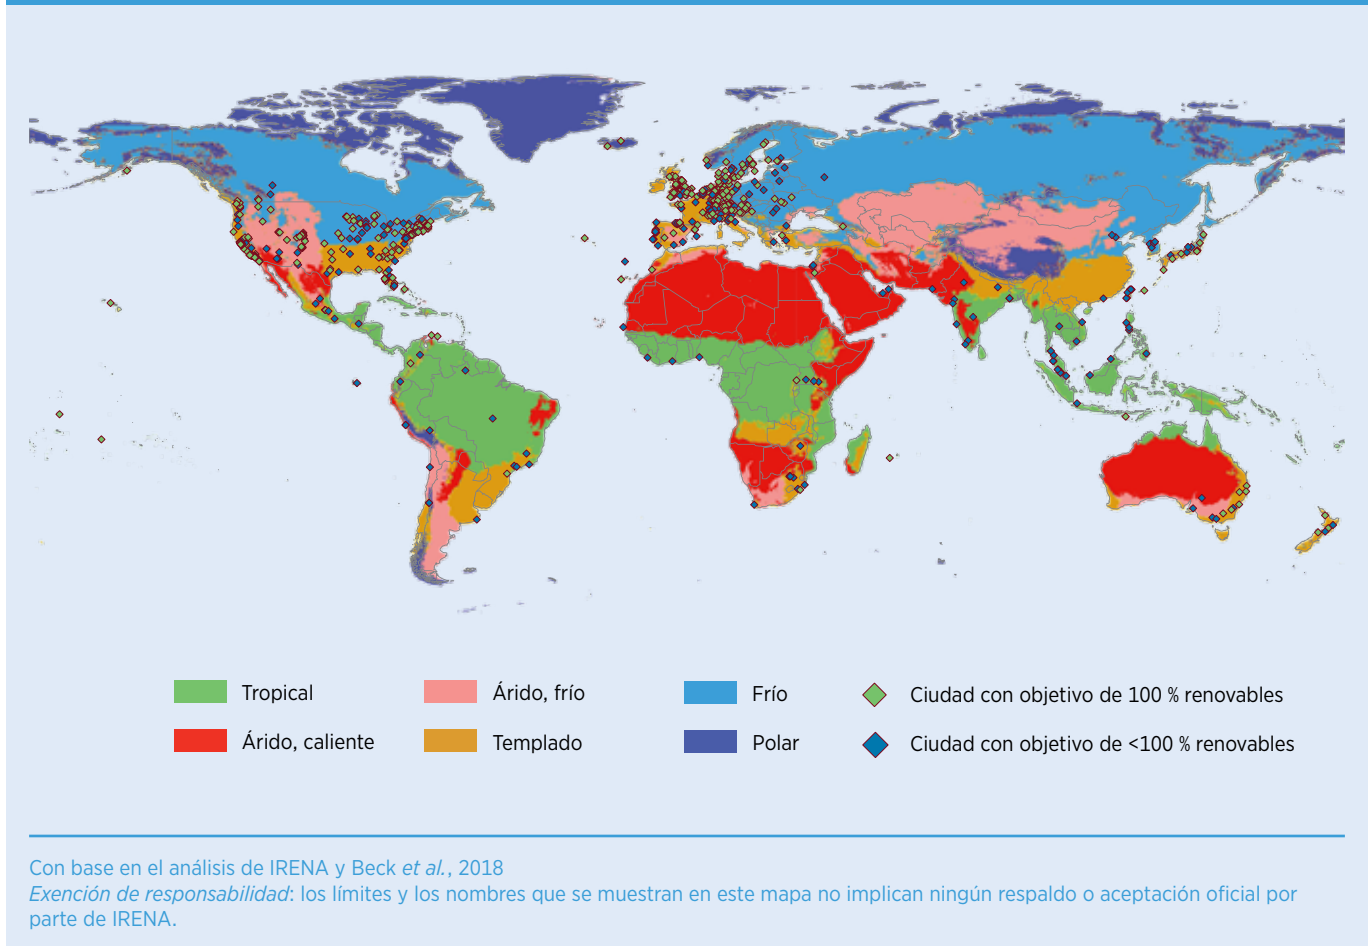 Tropical
Árido, frío
Frío
Ciudad con objetivo de 100 % renovables
Árido, caliente
Templado
Polar
Ciudad con objetivo de <100 % renovables
Con base en el análisis de IRENA y Beck et al., 2018
Exención de responsabilidad: los límites y los nombres que se muestran en este mapa no implican ningún respaldo o aceptación oficial por
parte de IRENA.